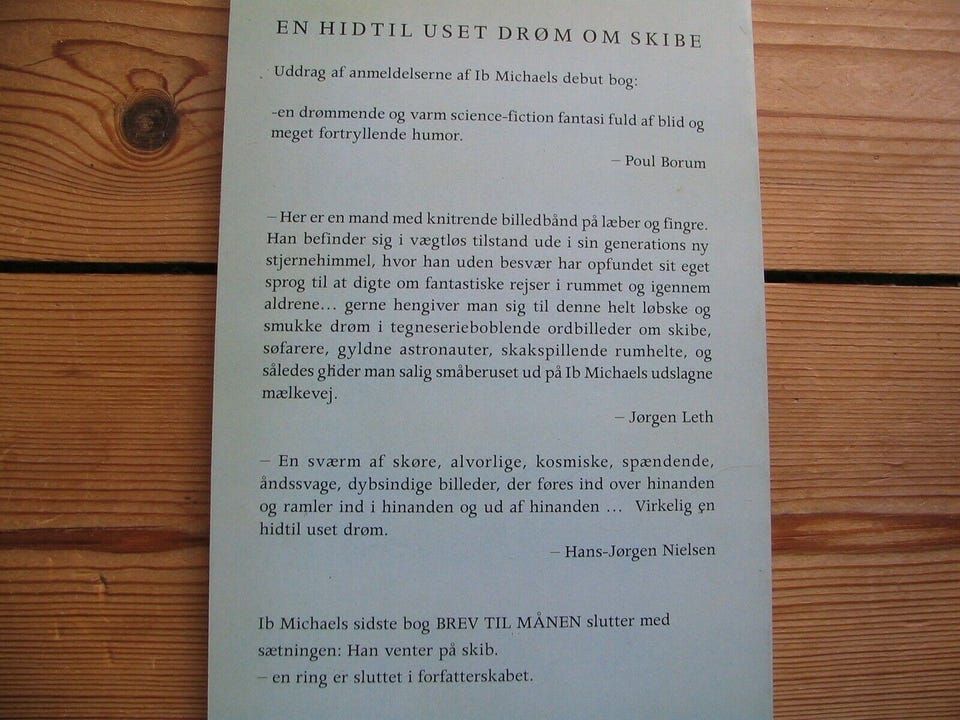 EN HIDTIL USET DRØM OM SKIBE
Uddrag af anmeldelserne af Ib Michaels debut bog:
-en drømmende og varm science-fiction fantasi fuld af blid og
meget fortryllende humor.
– Poul Borum
– Her er en mand med knitrende billedbånd på læber og fingre.
Han befinder sig i vægtløs tilstand ude i sin generations ny
stjernehimmel, hvor han uden besvær har opfundet sit eget
sprog til at digte om fantastiske rejser i rummet og igennem
aldrene... gerne hengiver man sig til denne helt løbske og
smukke drøm i tegneserieboblende ordbilleder om skibe,
søfarere, gyldne astronauter, skakspillende rumhelte, og
således glider man salig småberuset ud på Ib Michaels udslagne
mælkevej.
– Jørgen Leth
– En sværm af skøre, alvorlige, kosmiske, spændende,
åndssvage, dybsindige billeder, der føres ind over hinanden
og ramler ind i hinanden og ud af hinanden ... Virkelig en
hidtil uset drøm.
– Hans-Jørgen Nielsen
Ib Michaels sidste bog BREV TIL MÅNEN slutter med
sætningen: Han venter på skib.
– en ring er sluttet i forfatterskabet.